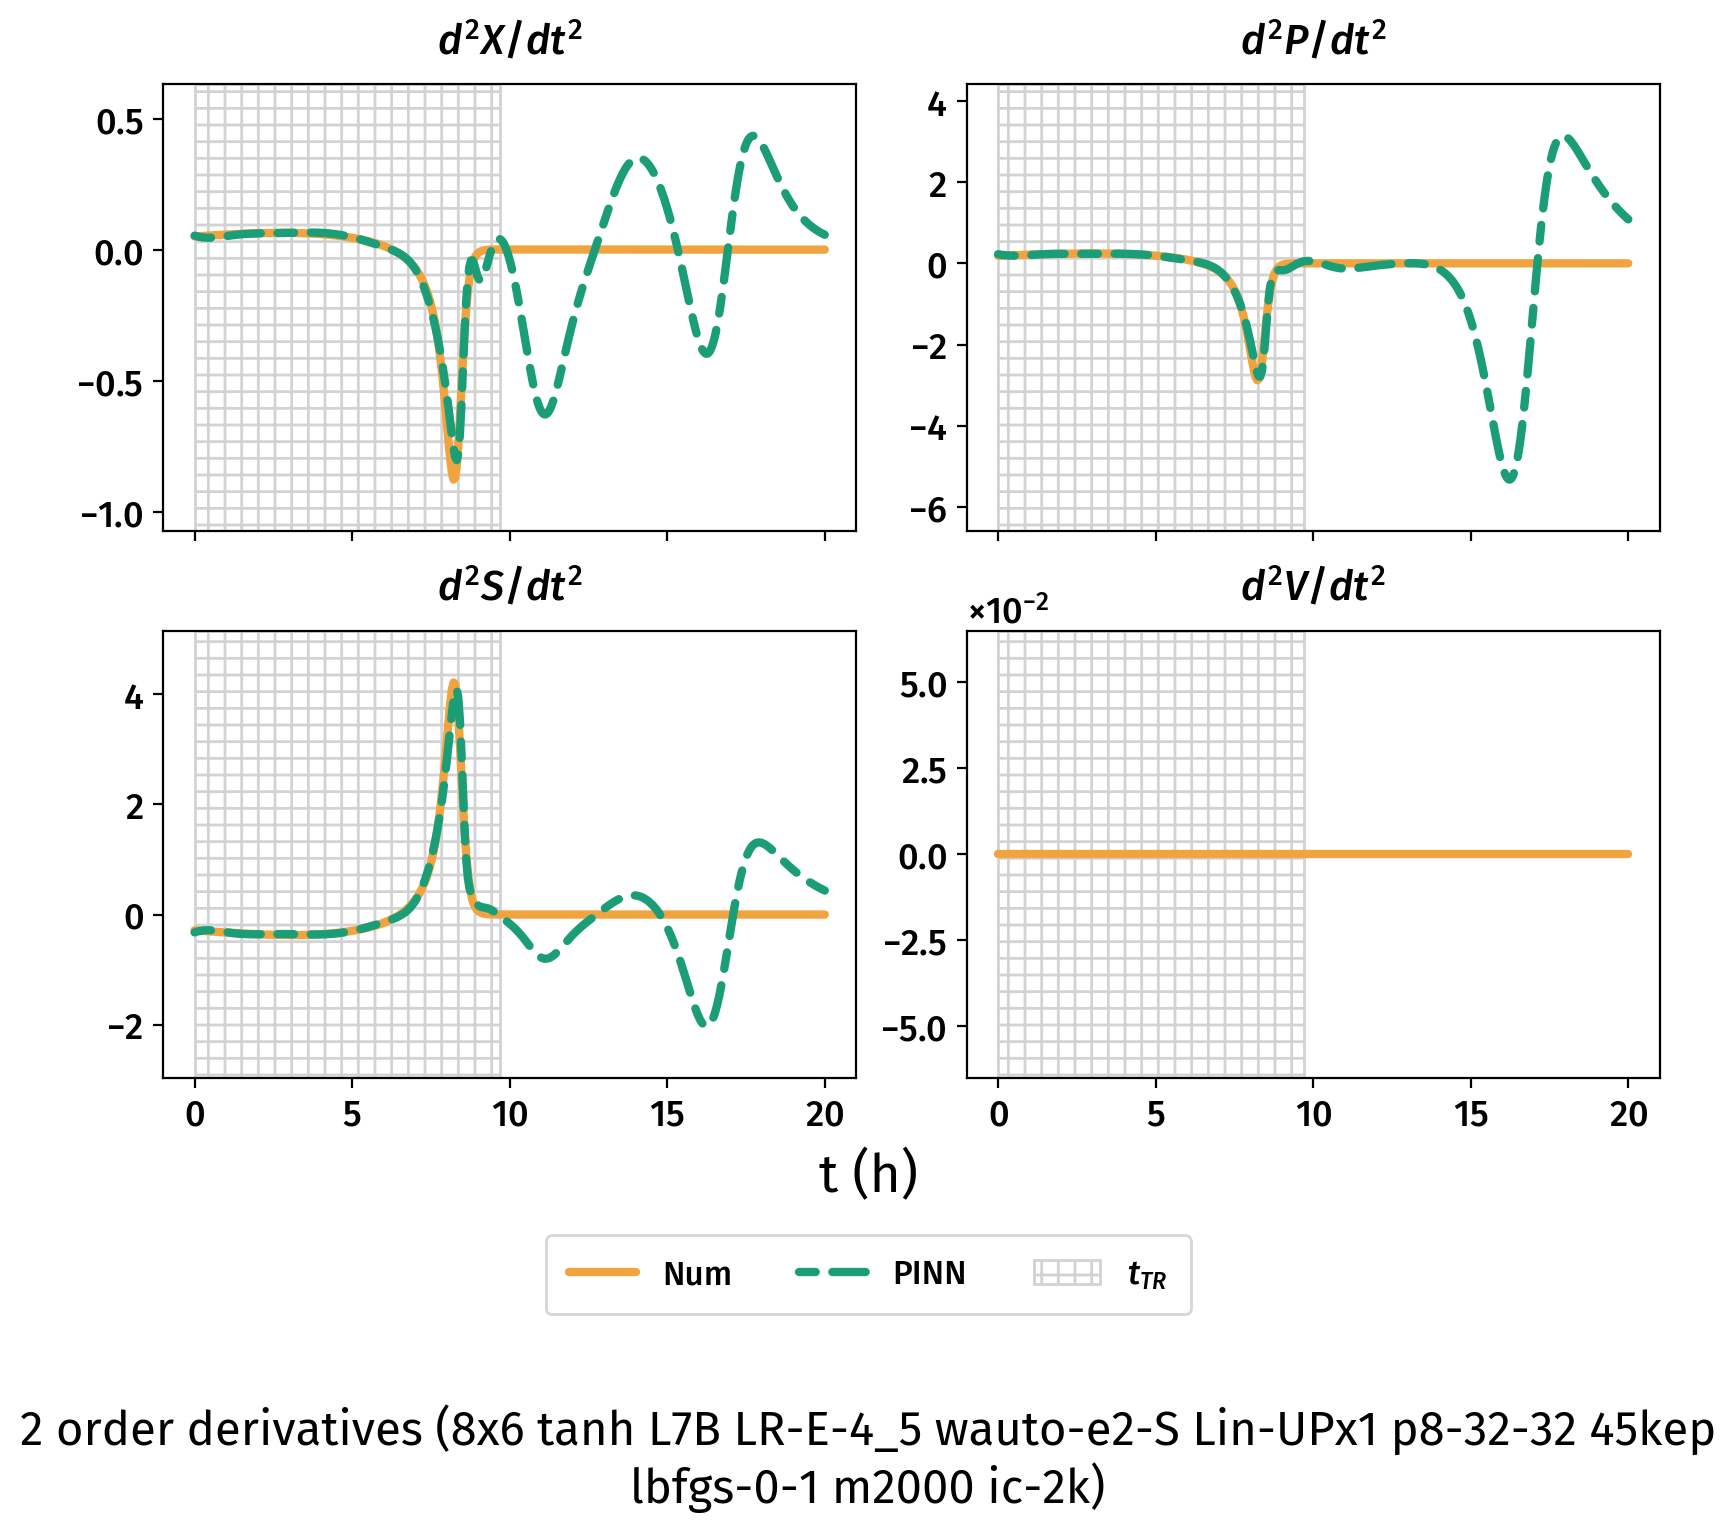 d²X/dt²
d²P/dt²
0.5
0.0
−0.5
−1.0
4
2
0
−2
−4
−6
d²S/dt²
d²V/dt²
×10⁻²
4
2
0
−2
5.0
2.5
0.0
−2.5
−5.0
0 5 10 15 20
0 5 10 15 20
t (h)
Num PINN t_TR
2 order derivatives (8x6 tanh L7B LR-E-4_5 wauto-e2-S Lin-UPx1 p8-32-32 45kep
lbfgs-0-1 m2000 ic-2k)